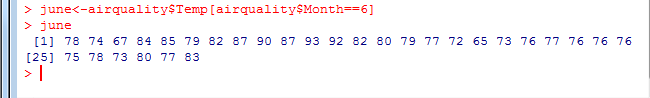 > june<-airquality$Temp[airquality$Month==6]
> june
[1] 78 74 67 84 85 79 82 87 90 87 93 92 82 80 79 77 72 65 73 76 77 76 76 76
[25] 75 78 73 80 77 83
>